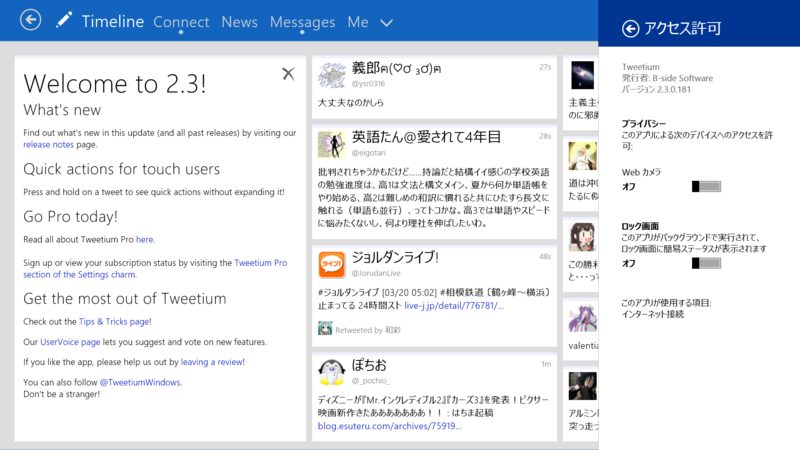 Timeline Connect News Messages Me
Welcome to 2.3!
What's new
Find out what's new in this update (and all past releases) by visiting our
release notes page.
Quick actions for touch users
Press and hold on a tweet to see quick actions without expanding it!
Go Pro today!
Read all about Tweetium Pro here.
Sign up or view your subscription status by visiting the Tweetium Pro
section of the Settings charm.
Get the most out of Tweetium
Check out the Tips & Tricks page!
Our UserVoice page lets you suggest and vote on new features.
If you like the app, please help us out by leaving a review!
You can also follow @TweetiumWindows.
Don't be a stranger!
義郎ฅ(♡ơ ₃ơ)ฅ
27s
@ysr0316
大丈夫なのかしら
英語たん@愛されて4年目
28s
@eigotan
批判されちゃうかもだけど……持論だと結構イイ感じの学校英語
の勉強進度は、高1は文法と構文メイン、夏から何か単語帳を
やり始める、高2は難しめの和訳に慣れると共にひたすら長文に
触れる（単語も並行）、ってトコかな。高3では単語やスピード
に悩みたくないし、何より理社を伸ばしたいわ。
ジョルダンライブ!
48s
@JorudanLive
#ジョルダンライブ [03/20 05:02] #相模鉄道 〔鶴ヶ峰〜横浜〕
止まってる 24時間スト live-j.jp/detail/776781/…
Retweeted by 和彩
ぽちお
1m
@_pochio_
ディズニーが『Mr.インクレディブル2』『カーズ3』を発表！ピクサー
映画新作きたあああああああ！！ : はちま起稿
blog.esuteru.com/archives/75919…
主義主
のに邪
道は沖
たるに似
この勝
と・・・っ
valentia
アルミン
突っ走っ
アクセス許可
Tweetium
発行者: B-side Software
バージョン 2.3.0.181
プライバシー
このアプリによる次のデバイスへのアクセスを許
可:
Web カメラ
オフ
ロック画面
このアプリがバックグラウンドで実行されて、
ロック画面に簡易ステータスが表示されます
オフ
このアプリが使用する項目:
インターネット接続